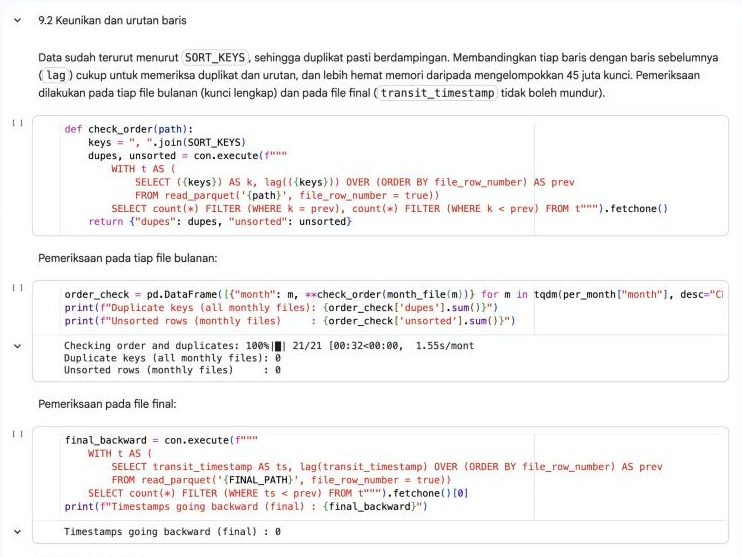 9.2 Keunikan dan urutan baris
Data sudah terurut menurut SORT_KEYS, sehingga duplikat pasti berdampingan. Membandingkan tiap baris dengan baris sebelumnya
(lag) cukup untuk memeriksa duplikat dan urutan, dan lebih hemat memori daripada mengelompokkan 45 juta kunci. Pemeriksaan
dilakukan pada tiap file bulanan (kunci lengkap) dan pada file final (transit_timestamp tidak boleh mundur).
[ ]
def check_order(path):
    keys = ", ".join(SORT_KEYS)
    dupes, unsorted = con.execute(f"""
        WITH t AS (
            SELECT ({keys}) AS k, lag(({keys})) OVER (ORDER BY file_row_number) AS prev
            FROM read_parquet('{path}', file_row_number = true))
        SELECT count(*) FILTER (WHERE k = prev), count(*) FILTER (WHERE k < prev) FROM t""").fetchone()
    return {"dupes": dupes, "unsorted": unsorted}
Pemeriksaan pada tiap file bulanan:
[ ]
order_check = pd.DataFrame([{"month": m, **check_order(month_file(m))} for m in tqdm(per_month["month"], desc="Cl
print(f"Duplicate keys (all monthly files): {order_check['dupes'].sum()}")
print(f"Unsorted rows (monthly files)     : {order_check['unsorted'].sum()}")
Checking order and duplicates: 100%|█| 21/21 [00:32<00:00,  1.55s/mont
Duplicate keys (all monthly files): 0
Unsorted rows (monthly files)     : 0
Pemeriksaan pada file final:
[ ]
final_backward = con.execute(f"""
    WITH t AS (
        SELECT transit_timestamp AS ts, lag(transit_timestamp) OVER (ORDER BY file_row_number) AS prev
        FROM read_parquet('{FINAL_PATH}', file_row_number = true))
    SELECT count(*) FILTER (WHERE ts < prev) FROM t""").fetchone()[0]
print(f"Timestamps going backward (final) : {final_backward}")
Timestamps going backward (final) : 0